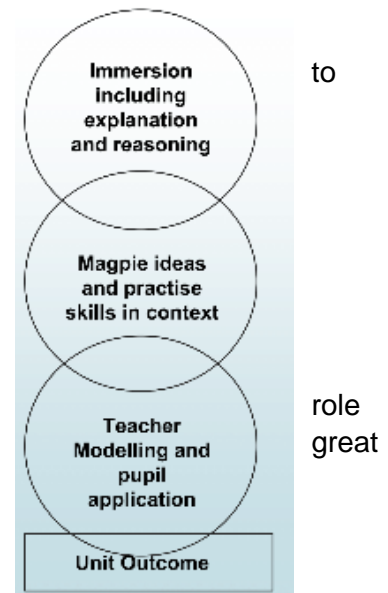 Immersion
including
explanation
and reasoning
to
Magpie ideas
and practise
skills in context
Teacher
Modelling and
pupil
application
role
great
Unit Outcome